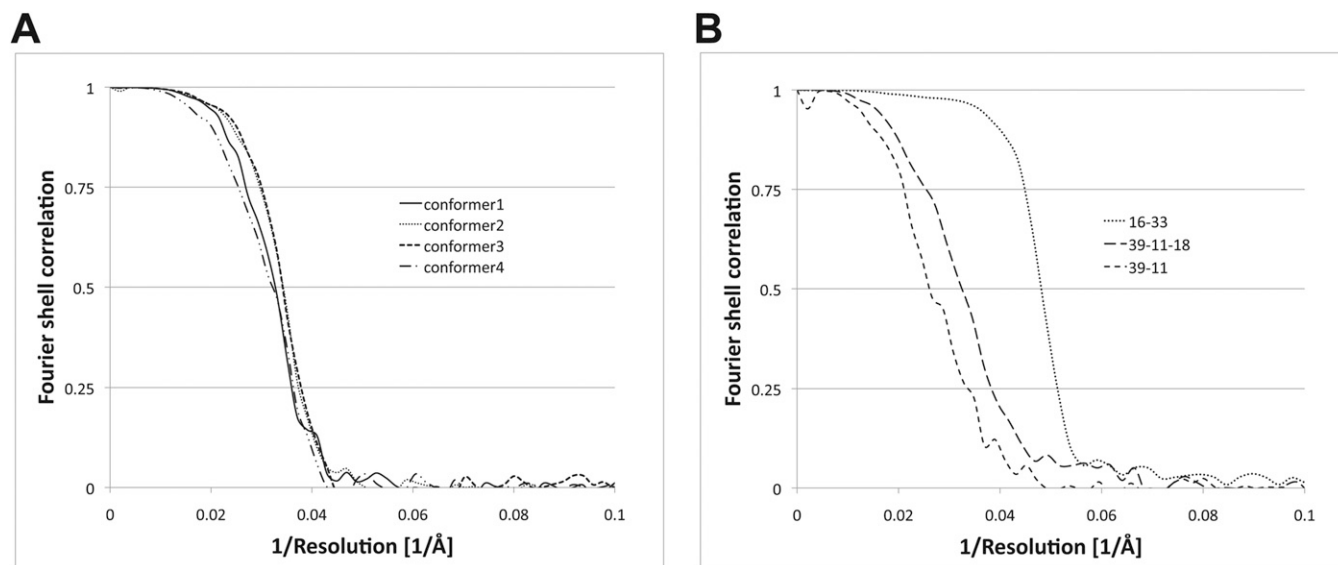 A
1
0.75
0.5
0.25
0
Fourier shell correlation
conformer1
conformer2
conformer3
conformer4
0 0.02 0.04 0.06 0.08 0.1
1/Resolution [1/Å]
B
1
0.75
0.5
0.25
0
Fourier shell correlation
16-33
39-11-18
39-11
0 0.02 0.04 0.06 0.08 0.1
1/Resolution [1/Å]